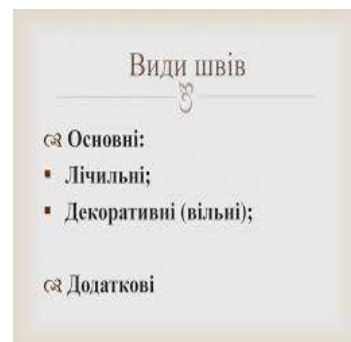 Види швів
Основні:
Лічильні;
Декоративні (вільні);
Додаткові